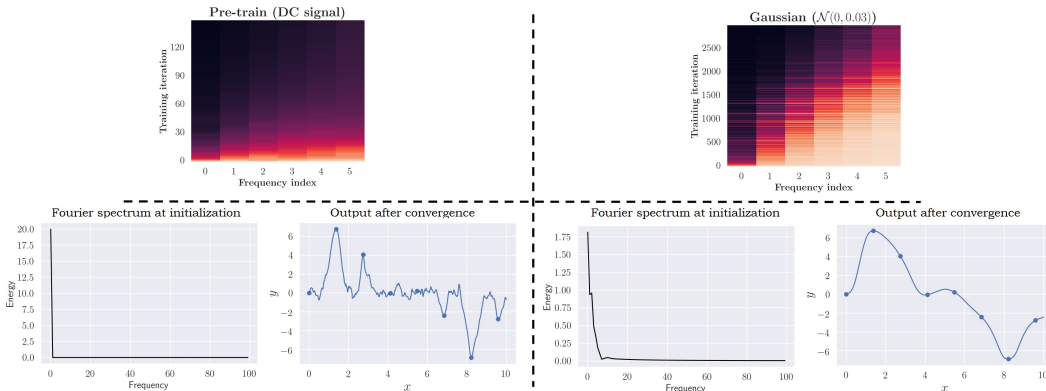 Pre-train (DC signal)
Training iteration
120
90
60
30
0
0 1 2 3 4 5
Frequency index
Gaussian (𝒩(0, 0.03))
Training iteration
2500
2000
1500
1000
500
0
0 1 2 3 4 5
Frequency index
Fourier spectrum at initialization
Energy
20.0
17.5
15.0
12.5
10.0
7.5
5.0
2.5
0.0
0 20 40 60 80 100
Frequency
Output after convergence
y
6
4
2
0
−2
−4
−6
0 2 4 6 8 10
x
Fourier spectrum at initialization
Energy
1.75
1.50
1.25
1.00
0.75
0.50
0.25
0.00
0 20 40 60 80 100
Frequency
Output after convergence
y
6
4
2
0
−2
−4
−6
0 2 4 6 8 10
x